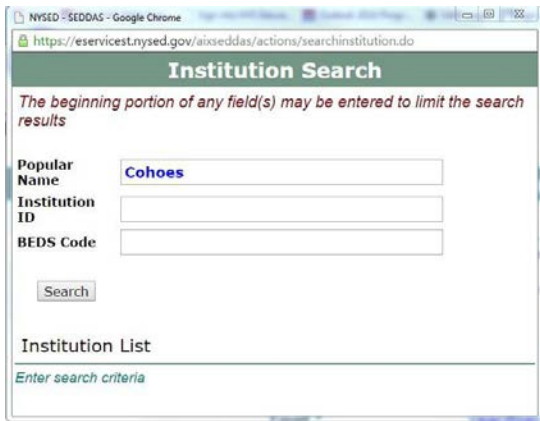 NYSED - SEDDAS - Google Chrome
https://eservicest.nysed.gov/aixseddas/actions/searchinstitution.do
Institution Search
The beginning portion of any field(s) may be entered to limit the search
results
Popular
Name
Cohoes
Institution
ID
BEDS Code
Search
Institution List
Enter search criteria